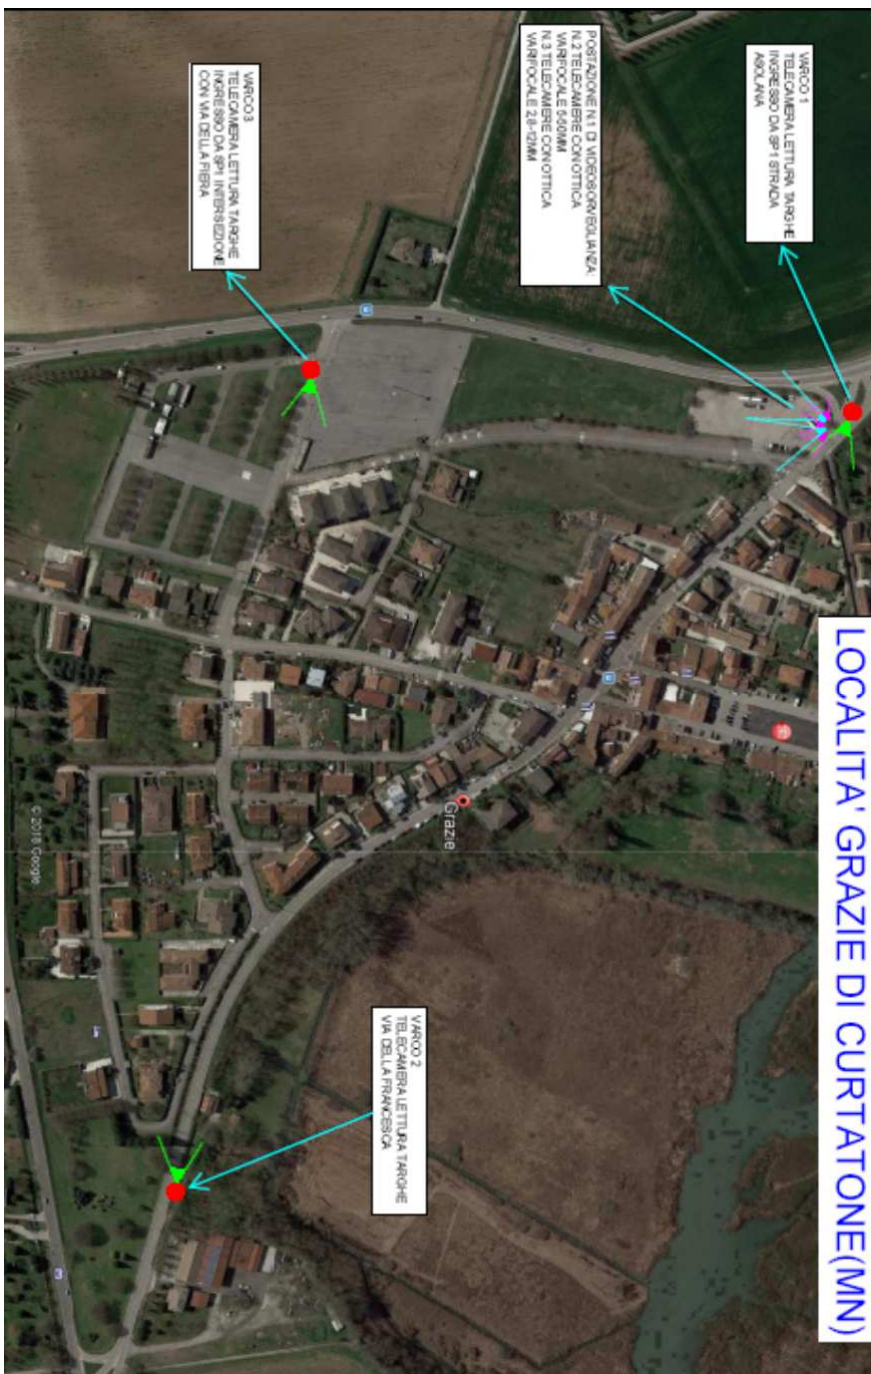 LOCALITA' GRAZIE DI CURTATONE(MN)
VARCO 1
TELECAMERA LETTURA TARGHE
INGRESSO DA SP1 STRADA
ASOLANA
POSTAZIONE N.1 DI VIDEOSORVEGLIANZA:
N.2 TELECAMERE CON OTTICA
VARIFOCALE 5-50MM
N.3 TELECAMERE CON OTTICA
VARIFOCALE 2.8-12MM
VARCO 3
TELECAMERA LETTURA TARGHE
INGRESSO DA SP1 INTERSEZIONE
CON VIA DELLA FIERA
VARCO 2
TELECAMERA LETTURA TARGHE
VIA DELLA FRANCESCA
Grazie
© 2018 Google